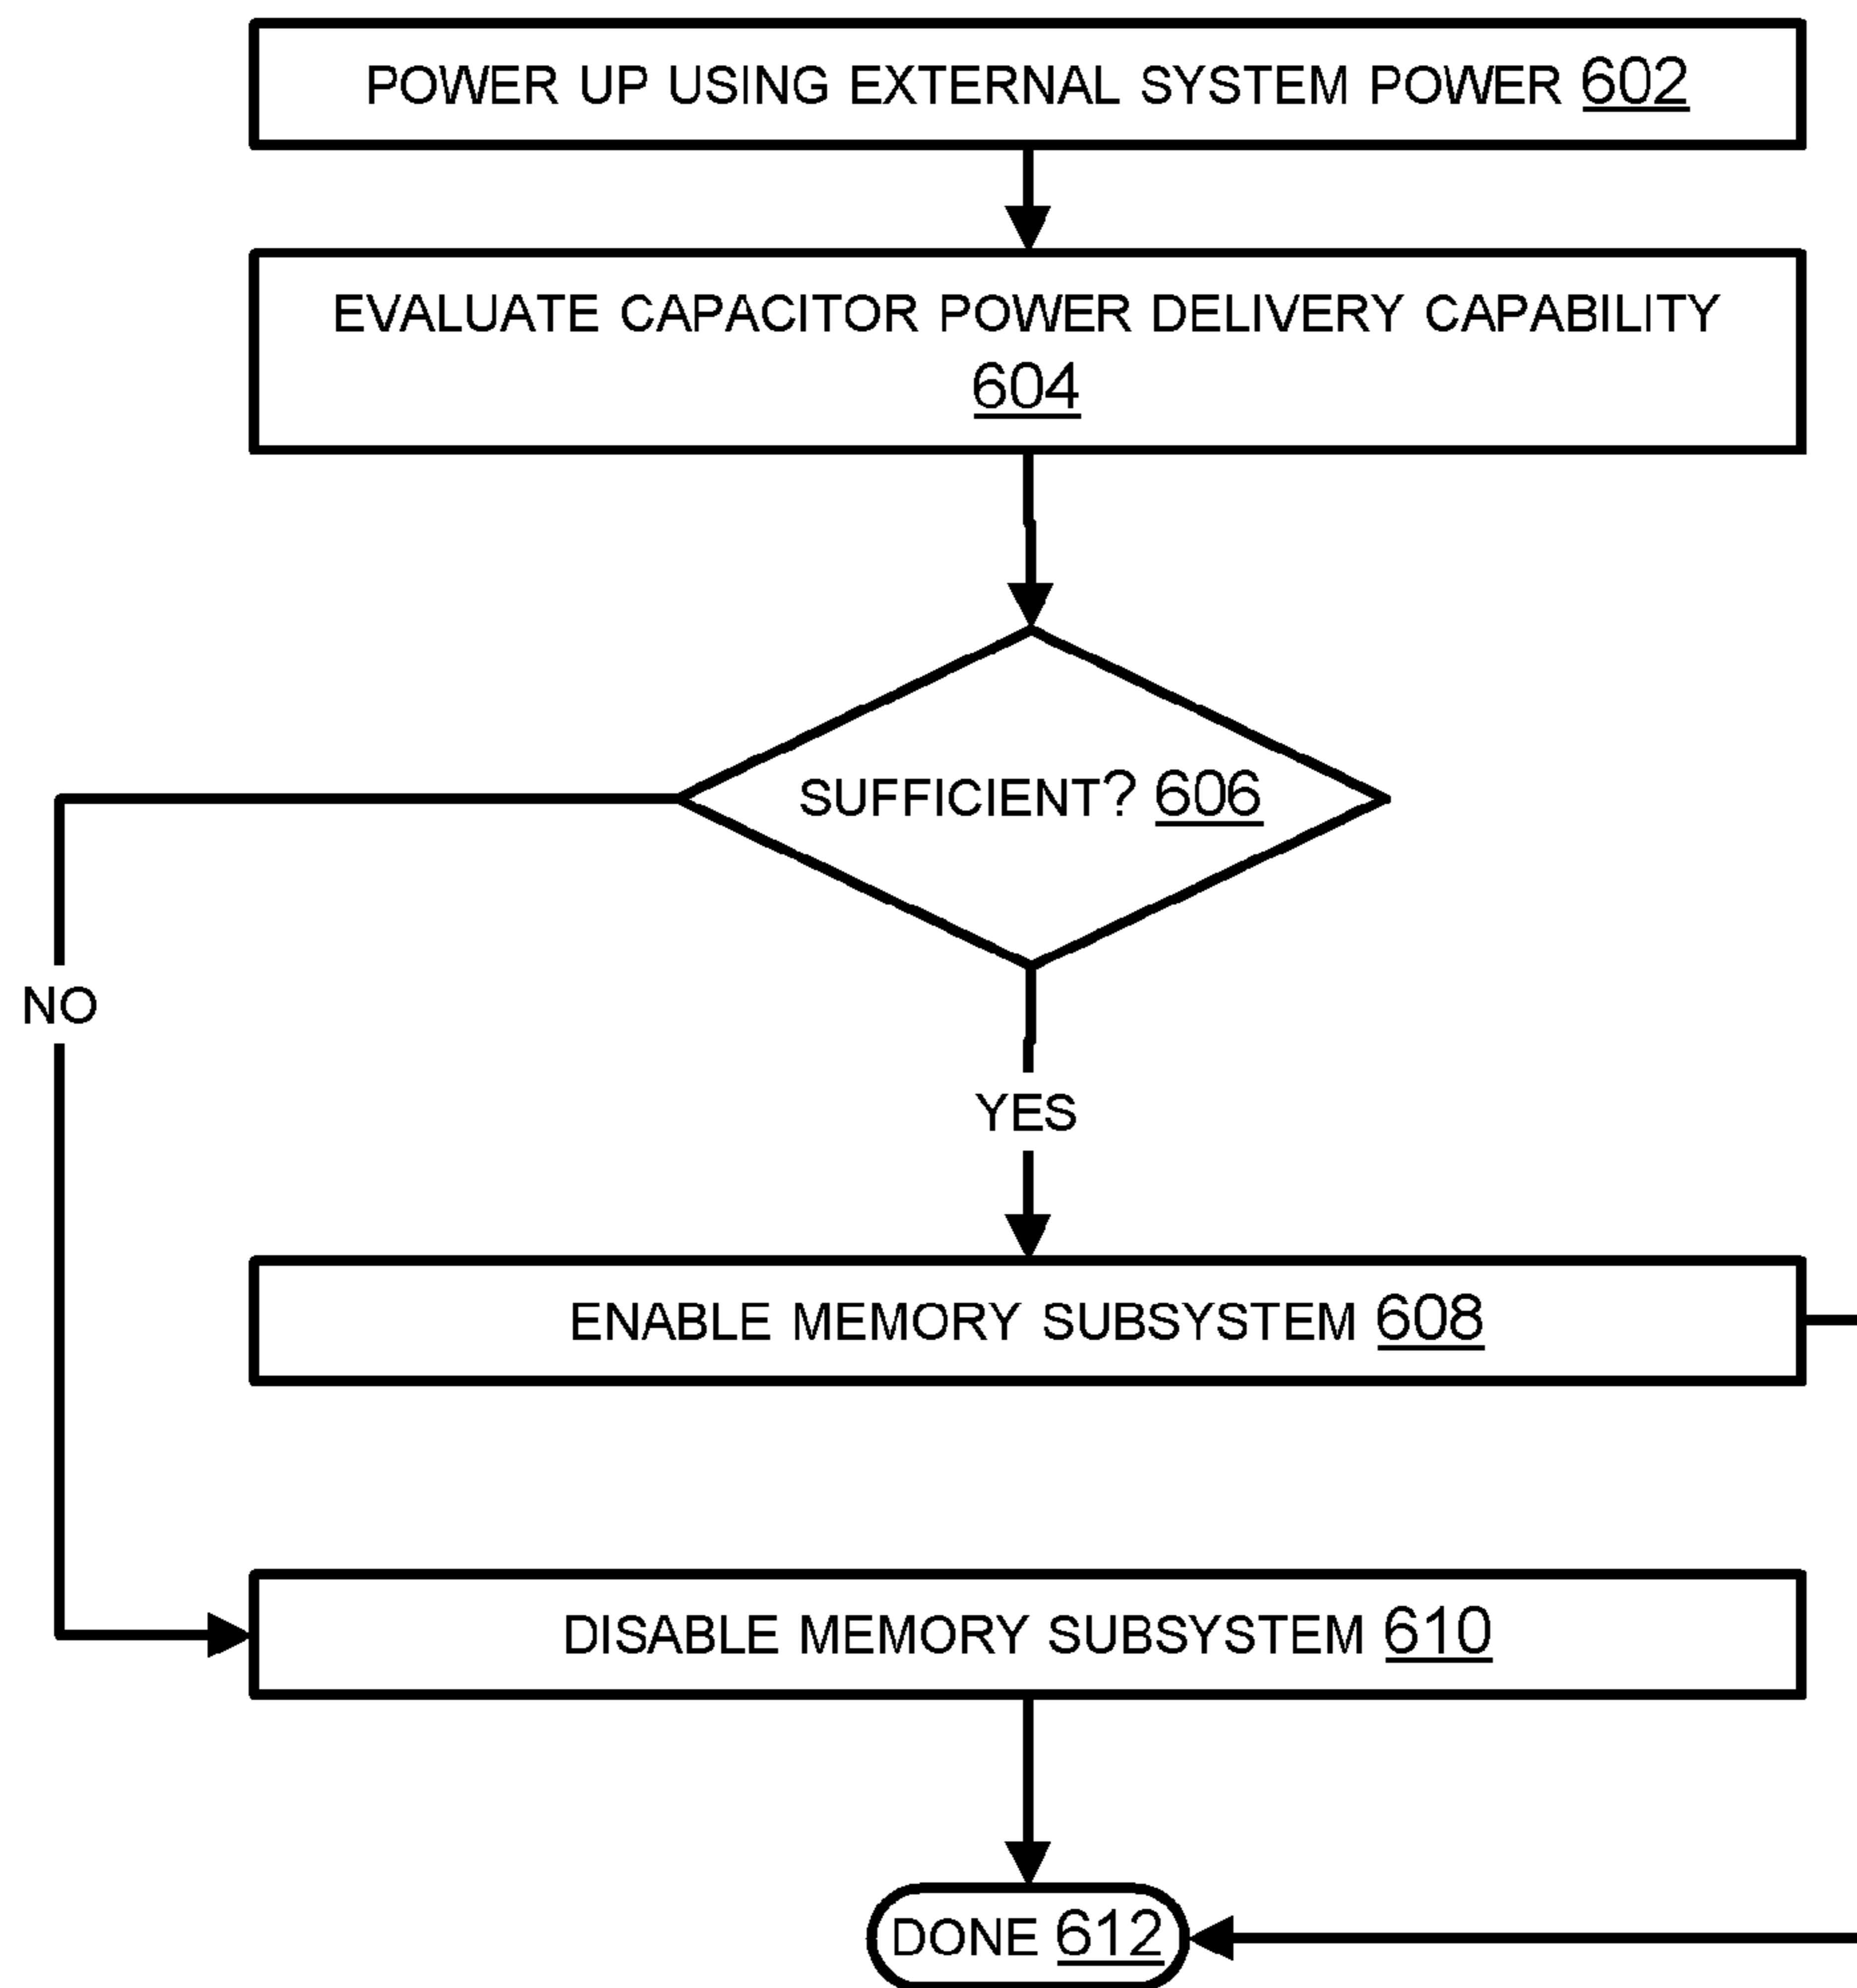 POWER UP USING EXTERNAL SYSTEM POWER 602
EVALUATE CAPACITOR POWER DELIVERY CAPABILITY
604
SUFFICIENT? 606
NO
YES
ENABLE MEMORY SUBSYSTEM 608
DISABLE MEMORY SUBSYSTEM 610
DONE 612